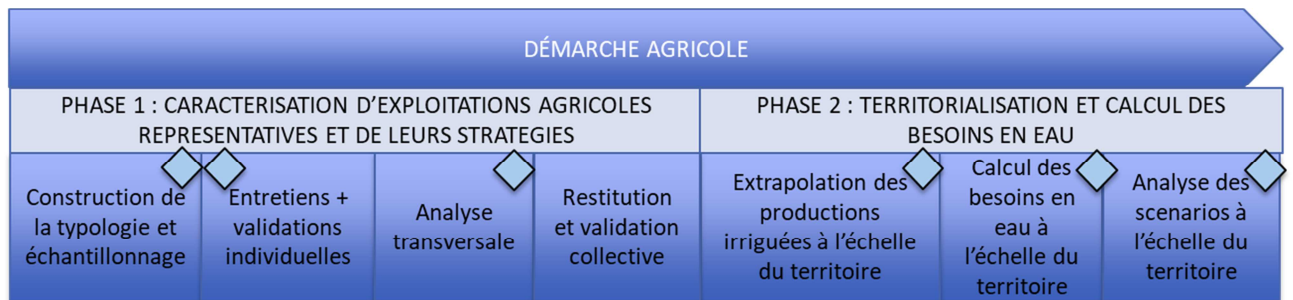 DÉMARCHE AGRICOLE
PHASE 1 : CARACTERISATION D’EXPLOITATIONS AGRICOLES
REPRESENTATIVES ET DE LEURS STRATEGIES
PHASE 2 : TERRITORIALISATION ET CALCUL DES
BESOINS EN EAU
Construction de
la typologie et
échantillonnage
Entretiens +
validations
individuelles
Analyse
transversale
Restitution
et validation
collective
Extrapolation des
productions
irriguées à l’échelle
du territoire
Calcul des
besoins en
eau à
l’échelle du
territoire
Analyse des
scenarios à
l’échelle du
territoire